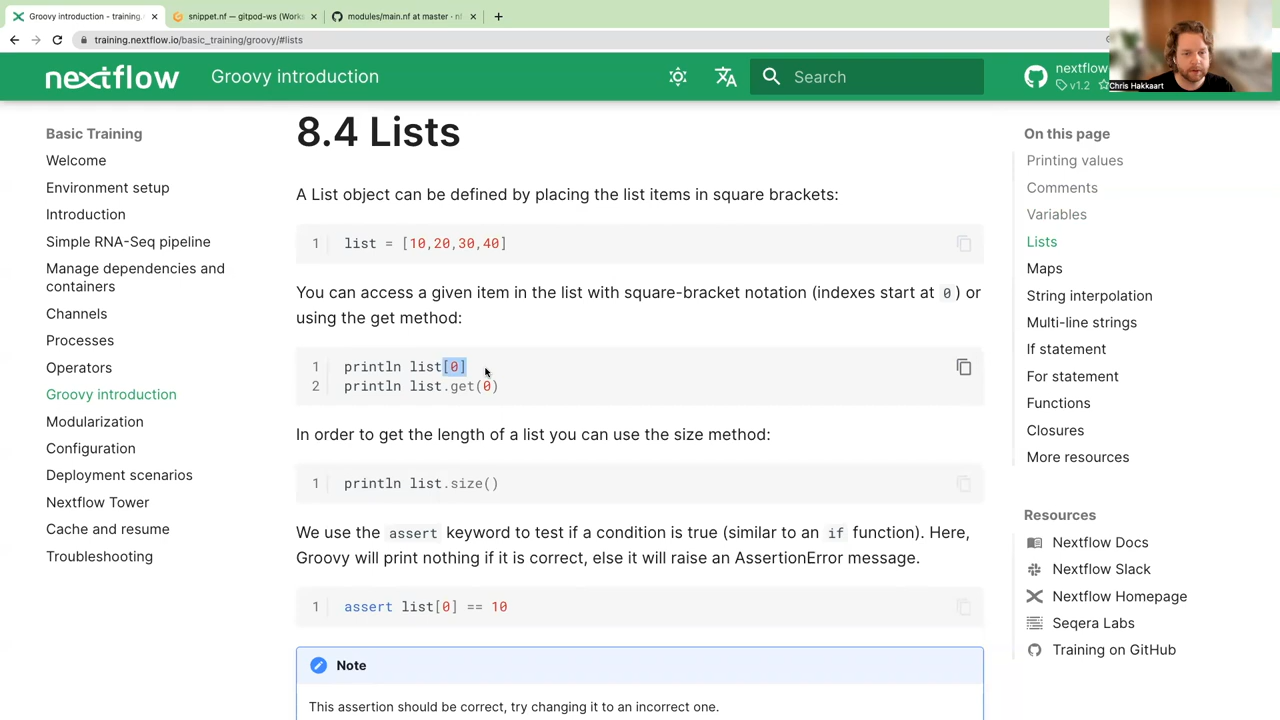 Groovy introduction - training.
snippet.nf — gitpod-ws (Works
modules/main.nf at master · nf
training.nextflow.io/basic_training/groovy/#lists
Chris Hakkaart
nextflow
Groovy introduction
Search
nextflow
v1.2
Basic Training
Welcome
Environment setup
Introduction
Simple RNA-Seq pipeline
Manage dependencies and
containers
Channels
Processes
Operators
Groovy introduction
Modularization
Configuration
Deployment scenarios
Nextflow Tower
Cache and resume
Troubleshooting
8.4 Lists
A List object can be defined by placing the list items in square brackets:
1 list = [10,20,30,40]
You can access a given item in the list with square-bracket notation (indexes start at 0 ) or
using the get method:
1 println list[0]
2 println list.get(0)
In order to get the length of a list you can use the size method:
1 println list.size()
We use the assert keyword to test if a condition is true (similar to an if function). Here,
Groovy will print nothing if it is correct, else it will raise an AssertionError message.
1 assert list[0] == 10
Note
This assertion should be correct, try changing it to an incorrect one.
On this page
Printing values
Comments
Variables
Lists
Maps
String interpolation
Multi-line strings
If statement
For statement
Functions
Closures
More resources
Resources
Nextflow Docs
Nextflow Slack
Nextflow Homepage
Seqera Labs
Training on GitHub